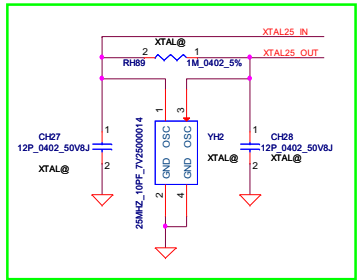 XTAL25_IN
XTAL@
2
1
XTAL25_OUT
RH89
1M_0402_5%
1
3
OSC
OSC
GND
GND
2
4
YH2
XTAL@
25MHZ_10PF_7V25000014
CH27
12P_0402_50V8J
XTAL@
1
2
CH28
12P_0402_50V8J
XTAL@
1
2